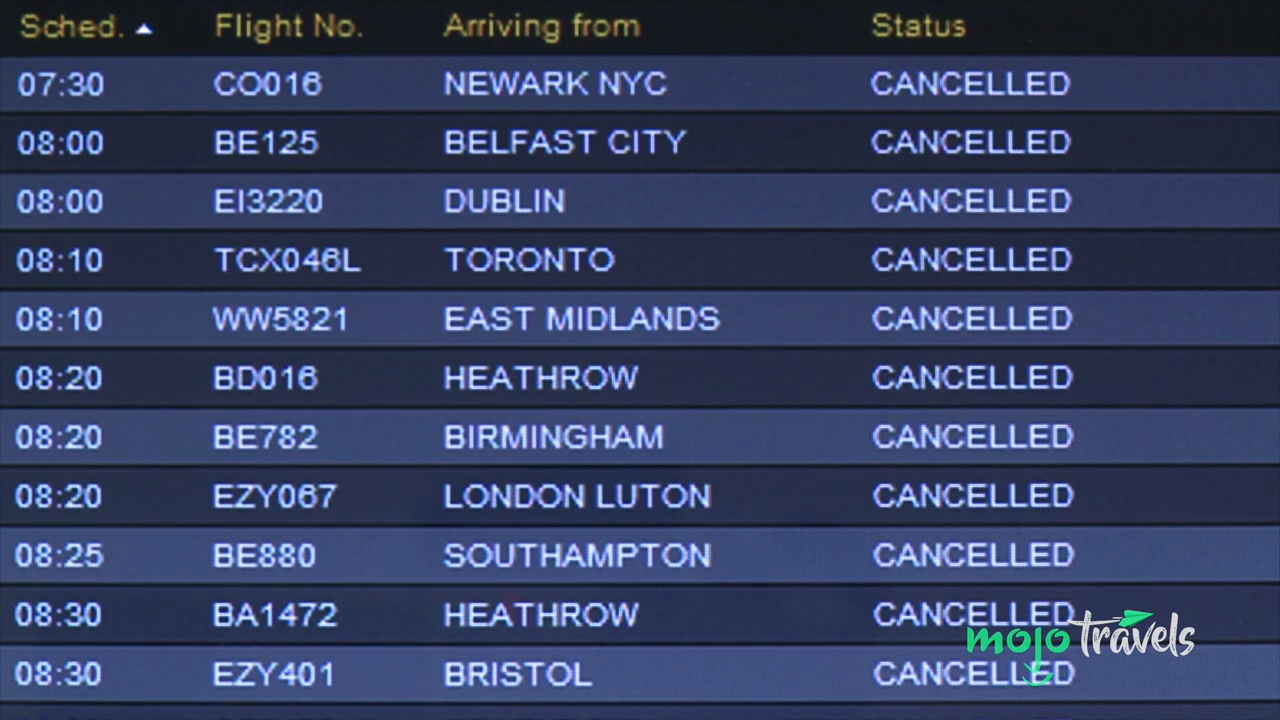 Sched. Flight No. Arriving from Status
07:30 CO016 NEWARK NYC CANCELLED
08:00 BE125 BELFAST CITY CANCELLED
08:00 EI3220 DUBLIN CANCELLED
08:10 TCX046L TORONTO CANCELLED
08:10 WW5821 EAST MIDLANDS CANCELLED
08:20 BD016 HEATHROW CANCELLED
08:20 BE782 BIRMINGHAM CANCELLED
08:20 EZY067 LONDON LUTON CANCELLED
08:25 BE880 SOUTHAMPTON CANCELLED
08:30 BA1472 HEATHROW CANCELLED
08:30 EZY401 BRISTOL CANCELLED
mojo travels